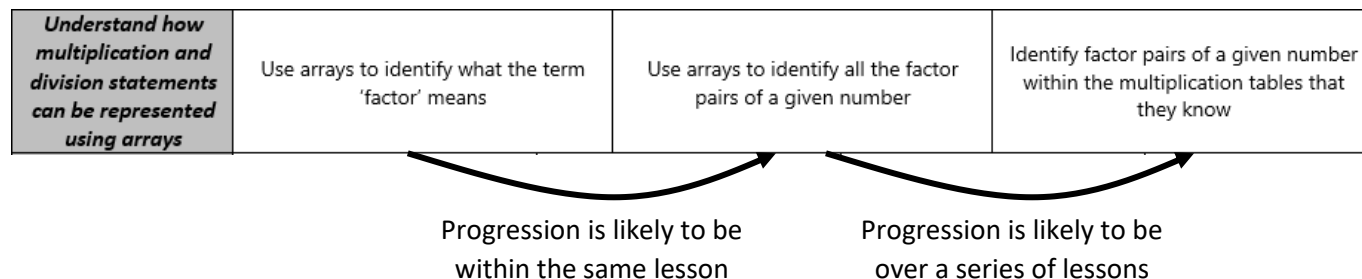 Understand how
multiplication and
division statements
can be represented
using arrays
Use arrays to identify what the term
'factor' means
Use arrays to identify all the factor
pairs of a given number
Identify factor pairs of a given number
within the multiplication tables that
they know
Progression is likely to be
within the same lesson
Progression is likely to be
over a series of lessons